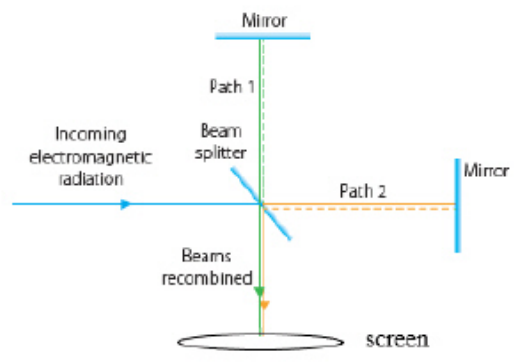 Mirror
Path 1
Incoming
electromagnetic
radiation
Beam
splitter
Mirror
Path 2
Beams
recombined
screen